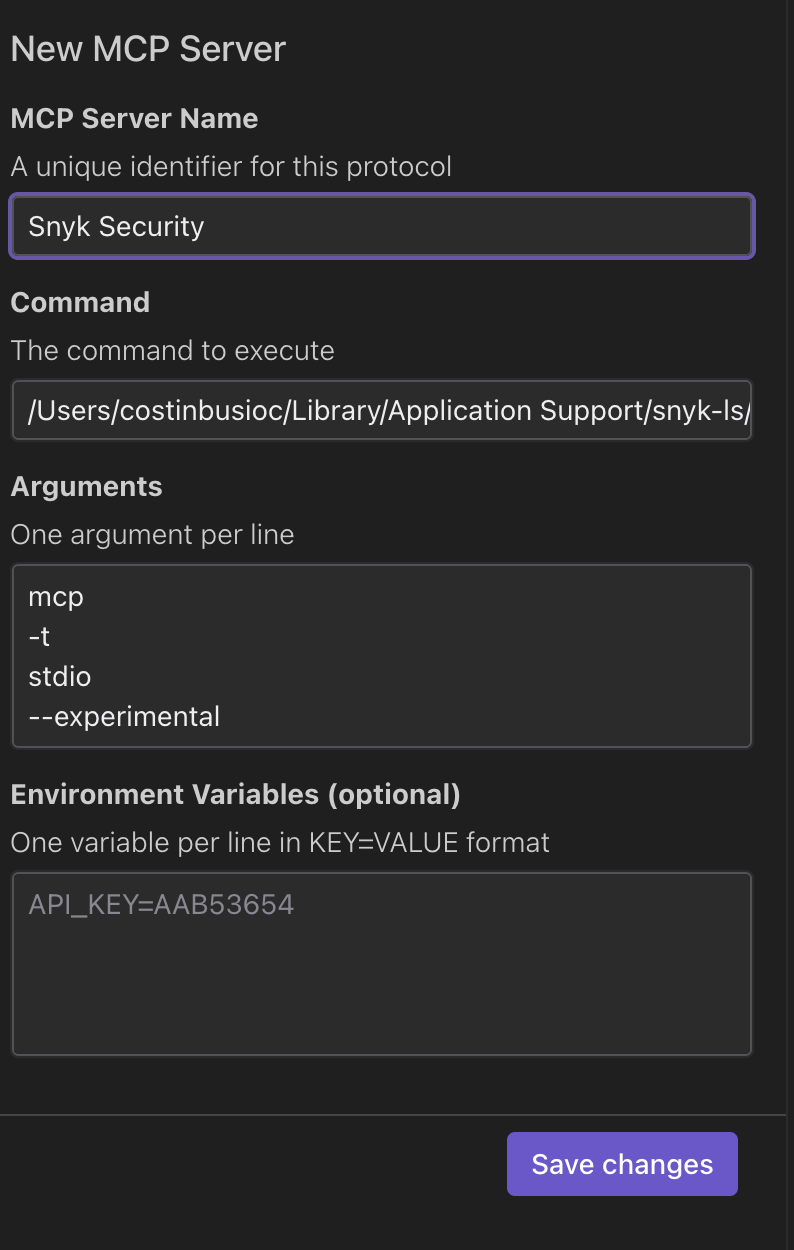 New MCP Server
MCP Server Name
A unique identifier for this protocol
Snyk Security
Command
The command to execute
/Users/costinbusioc/Library/Application Support/snyk-ls/
Arguments
One argument per line
mcp
-t
stdio
--experimental
Environment Variables (optional)
One variable per line in KEY=VALUE format
API_KEY=AAB53654
Save changes